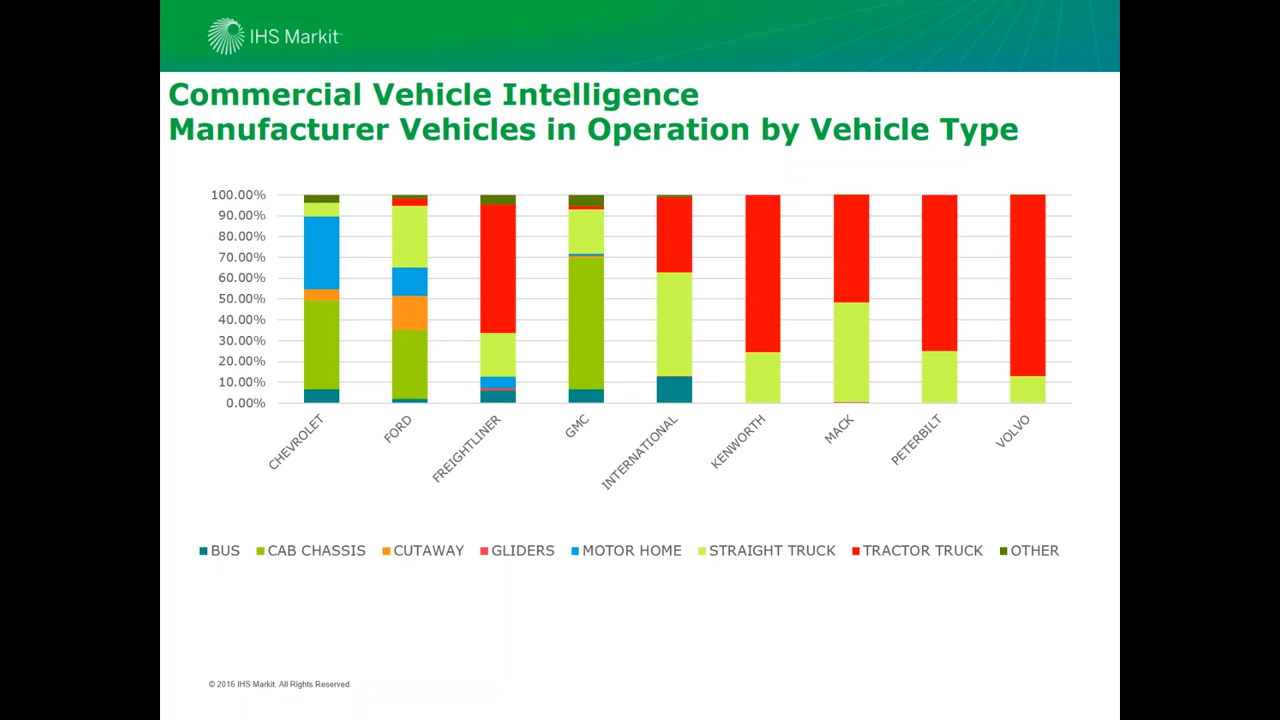 IHS Markit
Commercial Vehicle Intelligence
Manufacturer Vehicles in Operation by Vehicle Type
100.00%
90.00%
80.00%
70.00%
60.00%
50.00%
40.00%
30.00%
20.00%
10.00%
0.00%
CHEVROLET
FORD
FREIGHTLINER
GMC
INTERNATIONAL
KENWORTH
MACK
PETERBILT
VOLVO
BUS CAB CHASSIS CUTAWAY GLIDERS MOTOR HOME STRAIGHT TRUCK TRACTOR TRUCK OTHER
© 2016 IHS Markit. All Rights Reserved.